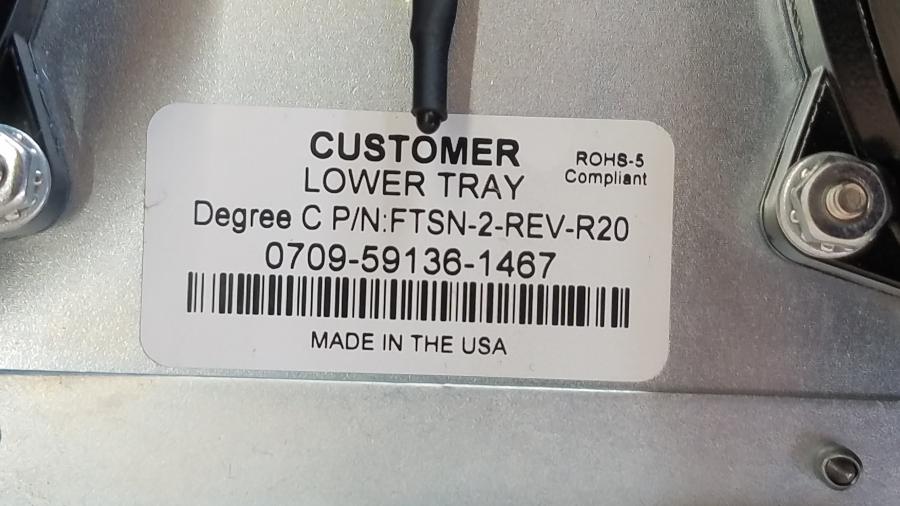 CUSTOMER
LOWER TRAY
ROHS-5
Compliant
Degree C P/N:FTSN-2-REV-R20
0709-59136-1467
MADE IN THE USA